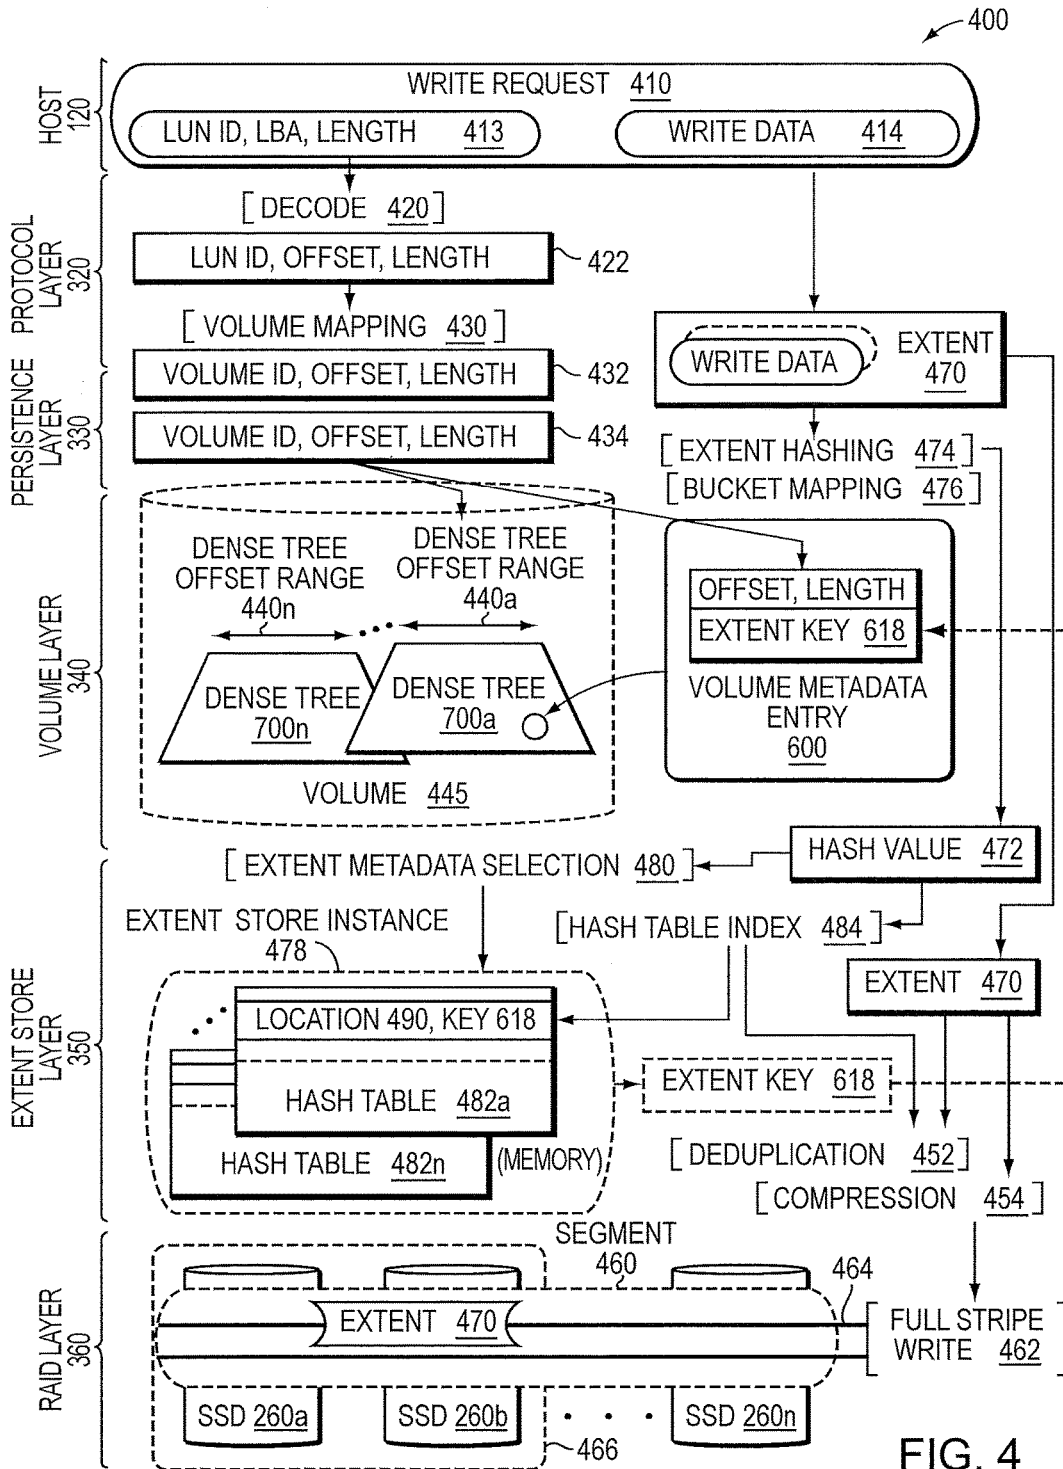 400
HOST
120
WRITE REQUEST 410
LUN ID, LBA, LENGTH 413
WRITE DATA 414
PROTOCOL
LAYER
320
[DECODE 420]
LUN ID, OFFSET, LENGTH
422
[VOLUME MAPPING 430]
VOLUME ID, OFFSET, LENGTH
432
WRITE DATA
EXTENT
470
PERSISTENCE
LAYER
330
VOLUME ID, OFFSET, LENGTH
434
[EXTENT HASHING 474]
[BUCKET MAPPING 476]
VOLUME LAYER
340
DENSE TREE
OFFSET RANGE
440n
DENSE TREE
OFFSET RANGE
440a
DENSE TREE
700n
DENSE TREE
700a
VOLUME 445
OFFSET, LENGTH
EXTENT KEY 618
VOLUME METADATA
ENTRY
600
HASH VALUE 472
EXTENT STORE
LAYER
350
[EXTENT METADATA SELECTION 480]
EXTENT STORE INSTANCE
478
[HASH TABLE INDEX 484]
EXTENT 470
LOCATION 490, KEY 618
HASH TABLE 482a
HASH TABLE 482n
(MEMORY)
EXTENT KEY 618
[DEDUPLICATION 452]
[COMPRESSION 454]
RAID LAYER
360
SEGMENT
460
464
EXTENT 470
[FULL STRIPE
WRITE 462]
SSD 260a
SSD 260b
SSD 260n
466
FIG. 4